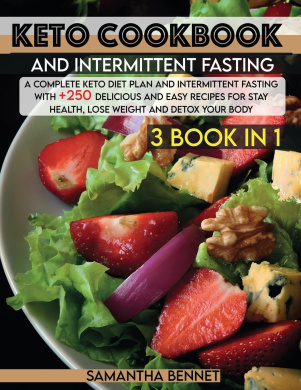 KETO COOKBOOK
AND INTERMITTENT FASTING
A COMPLETE KETO DIET PLAN AND INTERMITTENT FASTING
WITH +250 DELICIOUS AND EASY RECIPES FOR STAY
HEALTH, LOSE WEIGHT AND DETOX YOUR BODY
3 BOOK IN 1
SAMANTHA BENNET